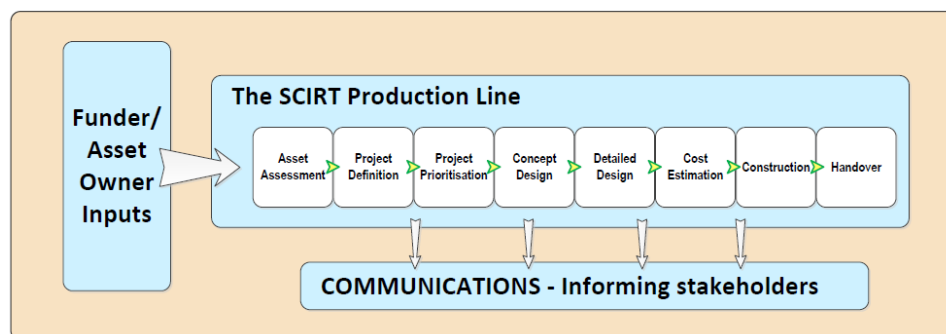 Funder/
Asset
Owner
Inputs
The SCIRT Production Line
Asset
Assessment
Project
Definition
Project
Prioritisation
Concept
Design
Detailed
Design
Cost
Estimation
Construction
Handover
COMMUNICATIONS - Informing stakeholders